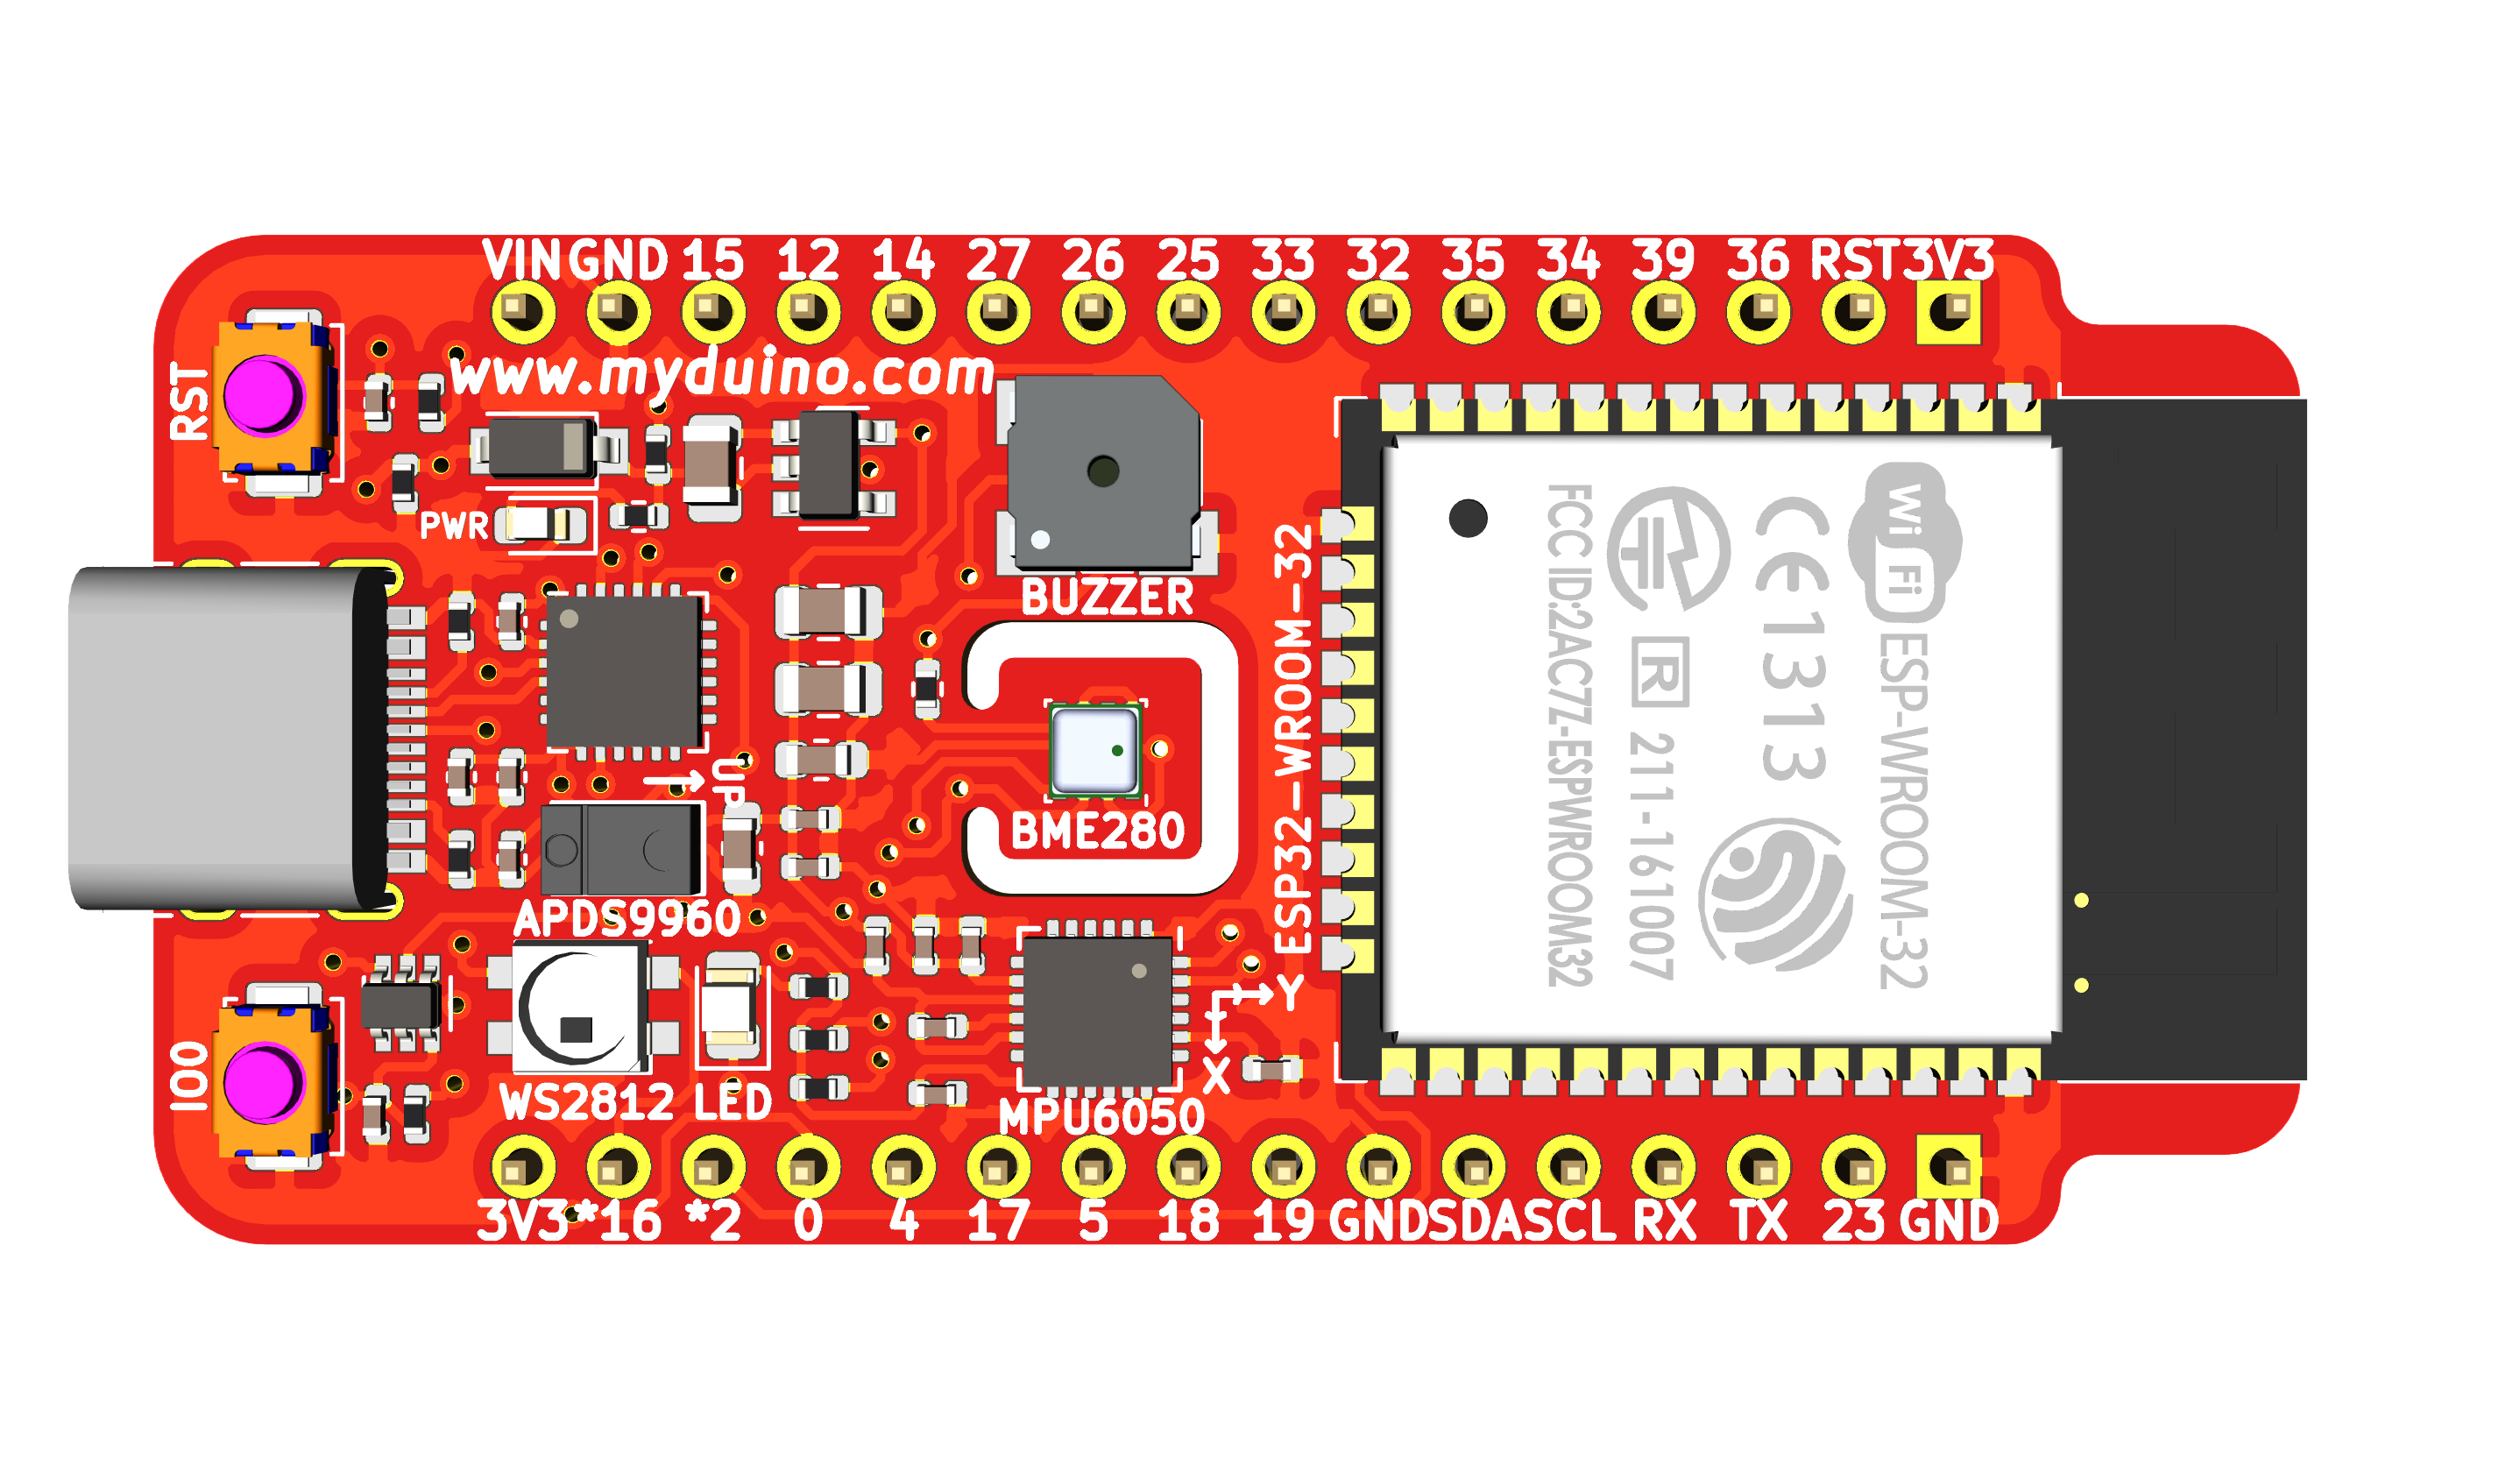 VIN GND 15 12 14 27 26 25 33 32 35 34 39 36 RST 3V3
www.myduino.com
RST
PWR
BUZZER
UP
BME280
APDS9960
ESP32-WROOM-32
Wi Fi
ESP-WROOM-32
CE1313
R 211-161007
FCC ID:2AC7Z-ESPWROOM32
Y
X
IO0
WS2812 LED
MPU6050
3V3 *16 *2 0 4 17 5 18 19 GND SDA SCL RX TX 23 GND